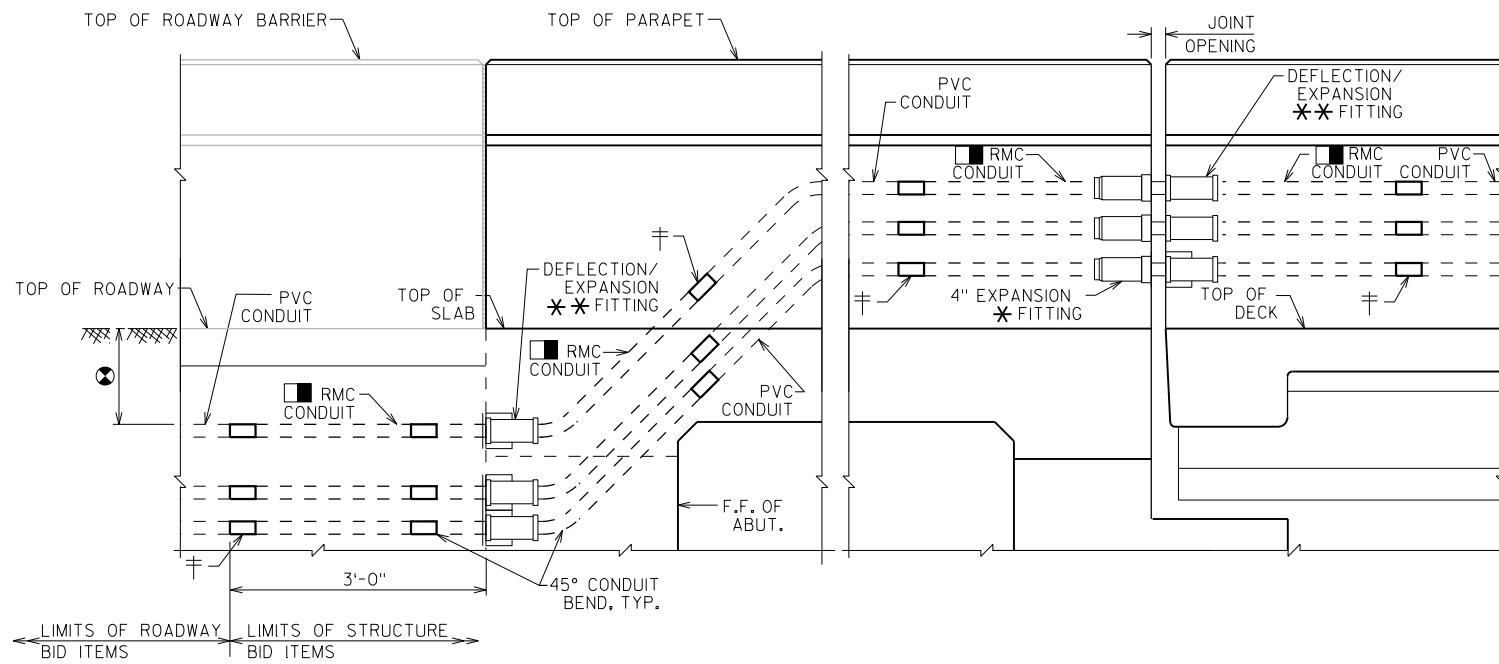 TOP OF ROADWAY BARRIER
TOP OF PARAPET
JOINT
OPENING
PVC
CONDUIT
DEFLECTION/
EXPANSION
** FITTING
RMC
CONDUIT
RMC
CONDUIT
PVC
CONDUIT
‡
DEFLECTION/
EXPANSION
** FITTING
TOP OF ROADWAY
PVC
CONDUIT
TOP OF
SLAB
‡
4" EXPANSION
* FITTING
TOP OF
DECK
‡
RMC
CONDUIT
RMC
CONDUIT
PVC
CONDUIT
F.F. OF
ABUT.
‡
3'-0"
45° CONDUIT
BEND, TYP.
LIMITS OF ROADWAY
BID ITEMS
LIMITS OF STRUCTURE
BID ITEMS